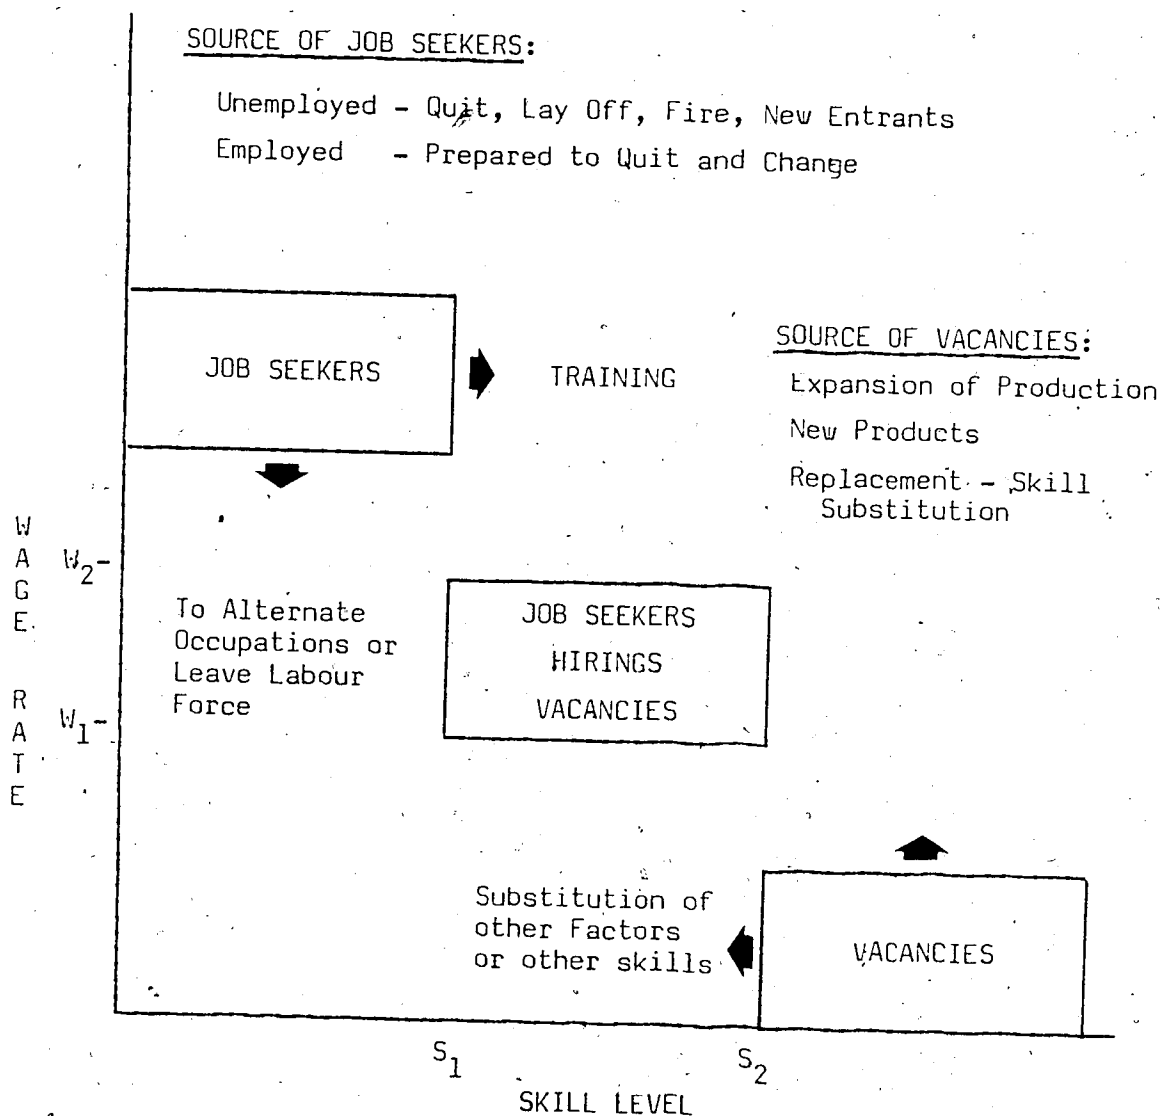 SOURCE OF JOB SEEKERS:
Unemployed - Quit, Lay Off, Fire, New Entrants
Employed - Prepared to Quit and Change
JOB SEEKERS
TRAINING
SOURCE OF VACANCIES:
Expansion of Production
New Products
Replacement - Skill
Substitution
WAGE RATE
W2-
W1-
To Alternate
Occupations or
Leave Labour
Force
JOB SEEKERS
HIRINGS
VACANCIES
Substitution of
other Factors
or other skills
VACANCIES
S1
S2
SKILL LEVEL